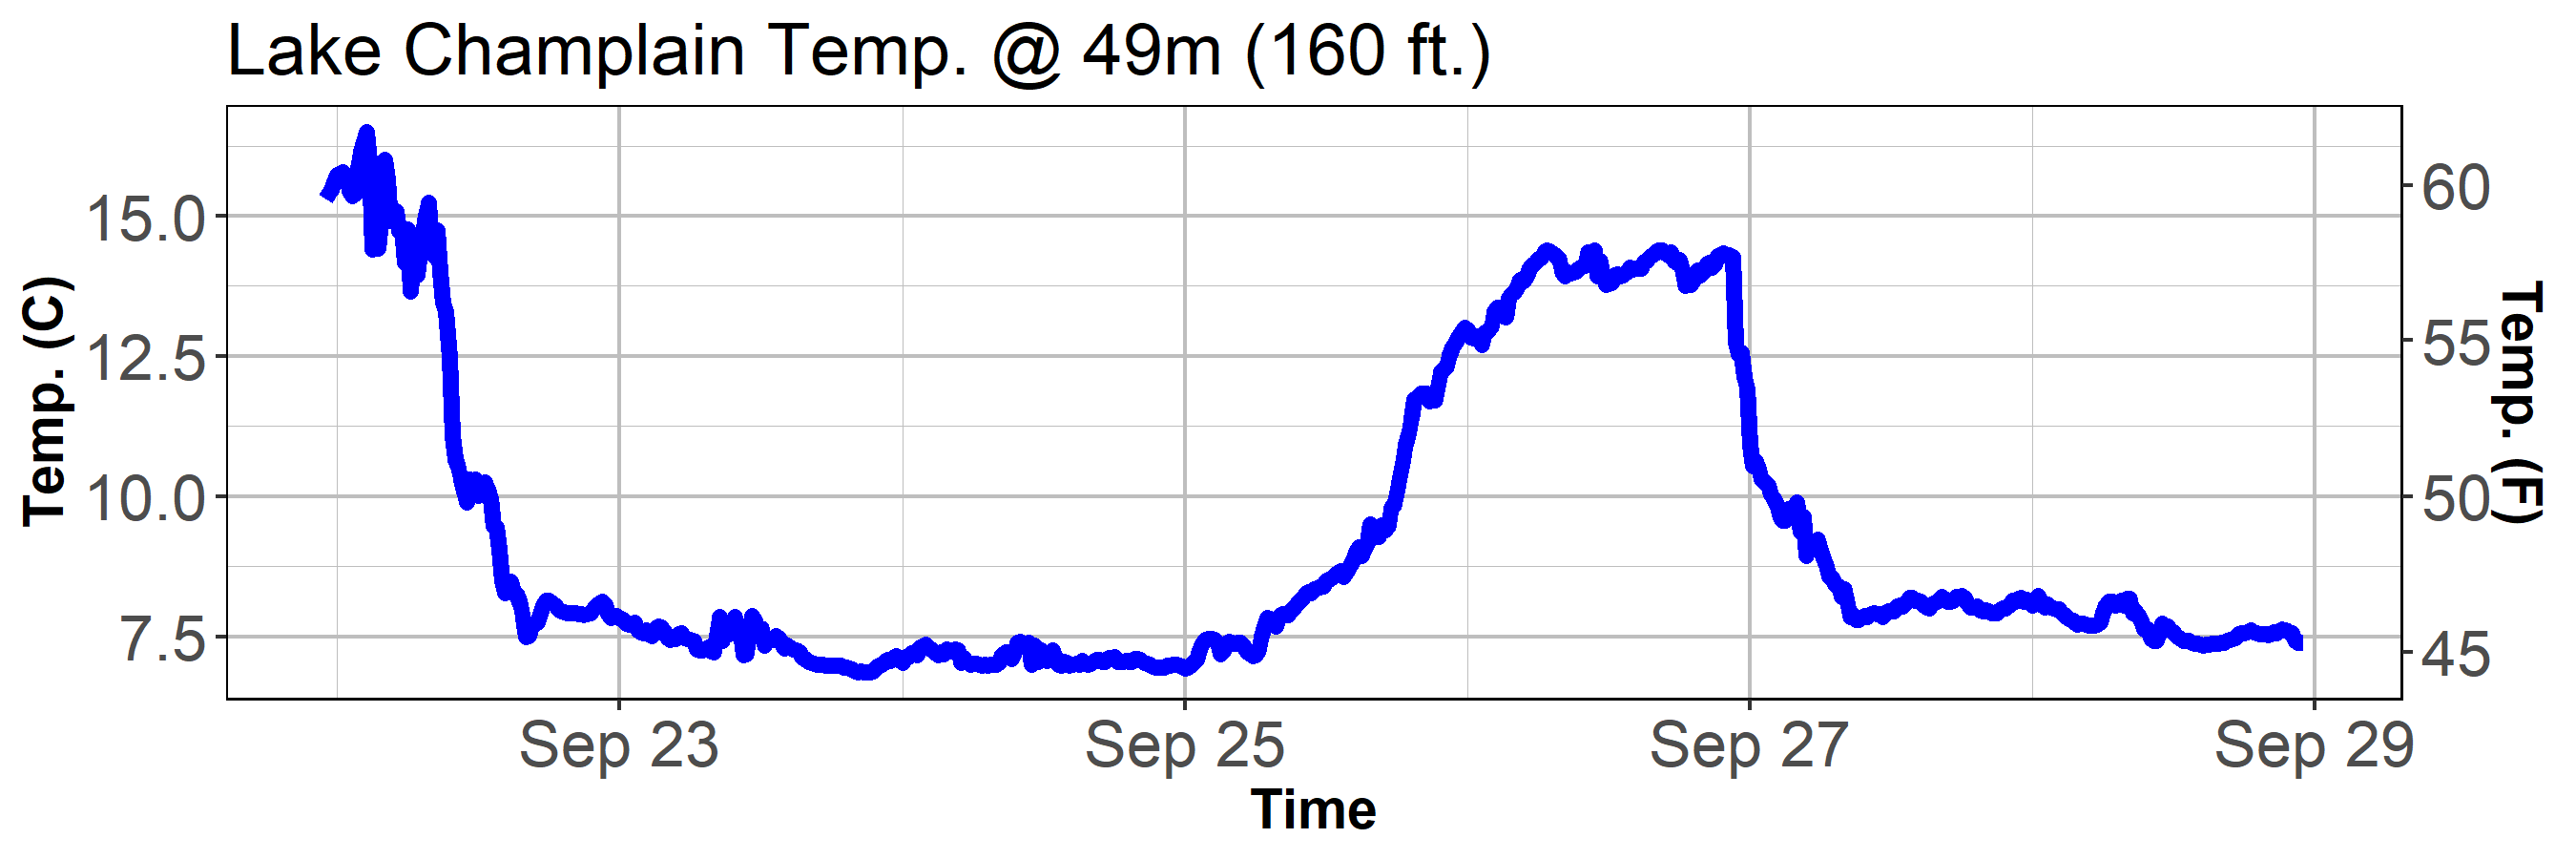 Lake Champlain Temp. @ 49m (160 ft.)
Temp. (C)
15.0
12.5
10.0
7.5
60
55
50
45
Temp. (F)
Sep 23
Sep 25
Sep 27
Sep 29
Time